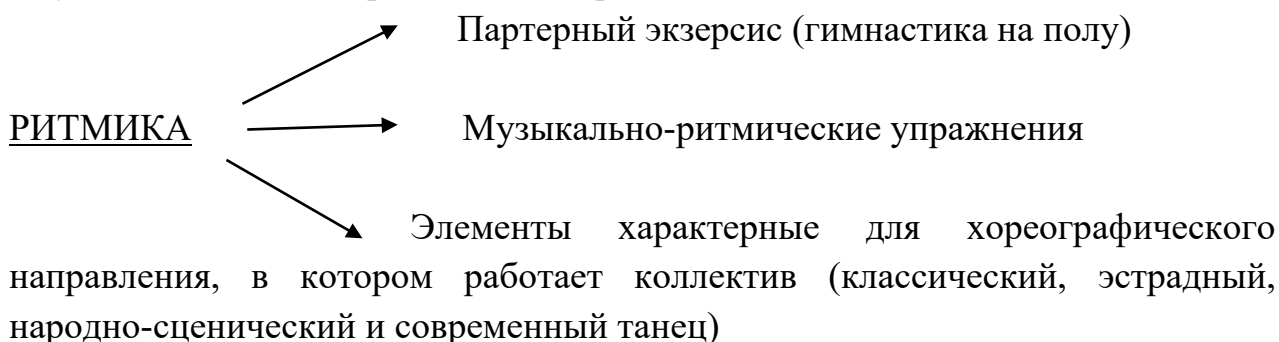 Партерный экзерсис (гимнастика на полу)
РИТМИКА Музыкально-ритмические упражнения
Элементы характерные для хореографического
направления, в котором работает коллектив (классический, эстрадный,
народно-сценический и современный танец)